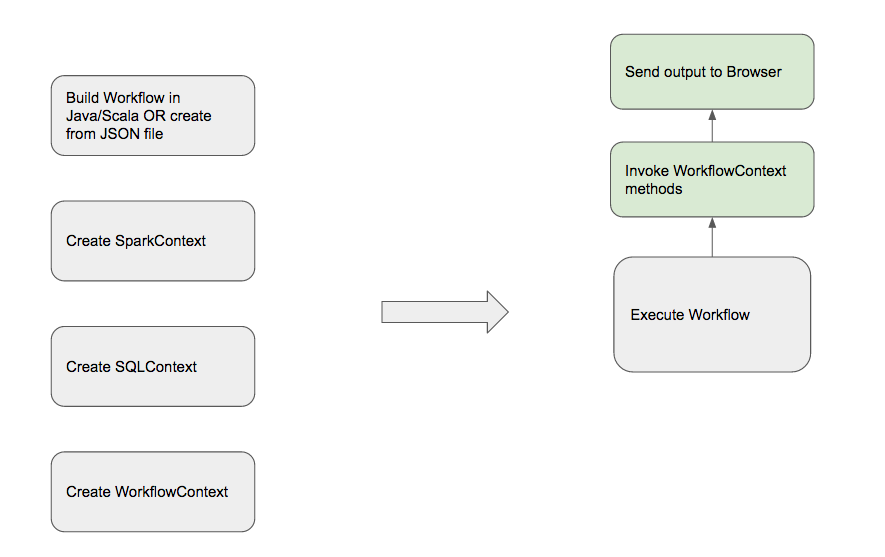 Build Workflow in
Java/Scala OR create
from JSON file
Create SparkContext
Create SQLContext
Create WorkflowContext
Send output to Browser
Invoke WorkflowContext
methods
Execute Workflow